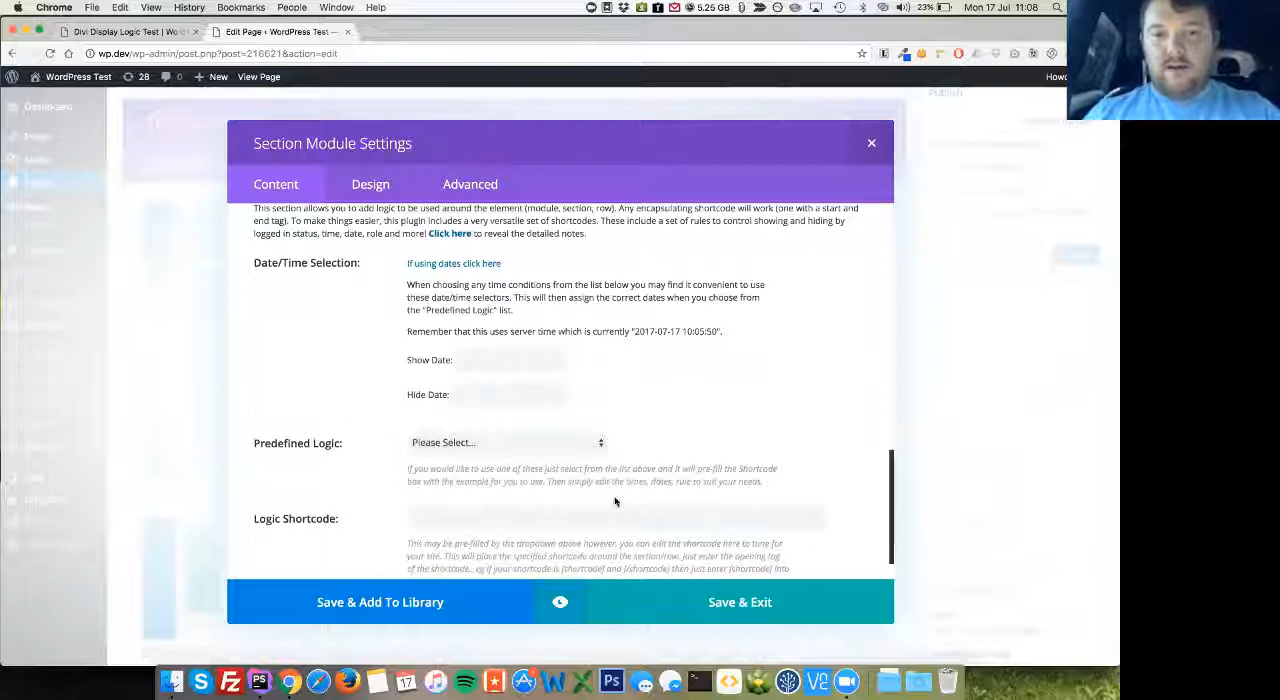 Chrome File Edit View History Bookmarks People Window Help 5.25 GB 23% Mon 17 Jul 11:08
Divi Display Logic Test | Wor Edit Page ‹ WordPress Test —
wp.dev/wp-admin/post.php?post=216621&action=edit
WordPress Test 28 0 New View Page Howd
Dashboard Publish
Section Module Settings
Content Design Advanced
This section allows you to add logic to be used around the element (module, section, row). Any encapsulating shortcode will work (one with a start and
end tag). To make things easier, this plugin includes a very versatile set of shortcodes. These include a set of rules to control showing and hiding by
logged in status, time, date, role and more! Click here to reveal the detailed notes.
Date/Time Selection: If using dates click here
When choosing any time conditions from the list below you may find it convenient to use
these date/time selectors. This will then assign the correct dates when you choose from
the "Predefined Logic" list.
Remember that this uses server time which is currently "2017-07-17 10:05:50".
Show Date:
Hide Date:
Predefined Logic: Please Select...
If you would like to use one of these just select from the list above and it will pre-fill the Shortcode
box with the example for you to use. Then simply edit the times, dates, rule to suit your needs.
Logic Shortcode:
This may be pre-filled by the dropdown above however, you can edit the shortcode here to tune for
your site. This will place the specified shortcode around the section/row. Just enter the opening tag
of the shortcode... eg if your shortcode is [shortcode] and [/shortcode] then just enter [shortcode] into
Save & Add To Library Save & Exit